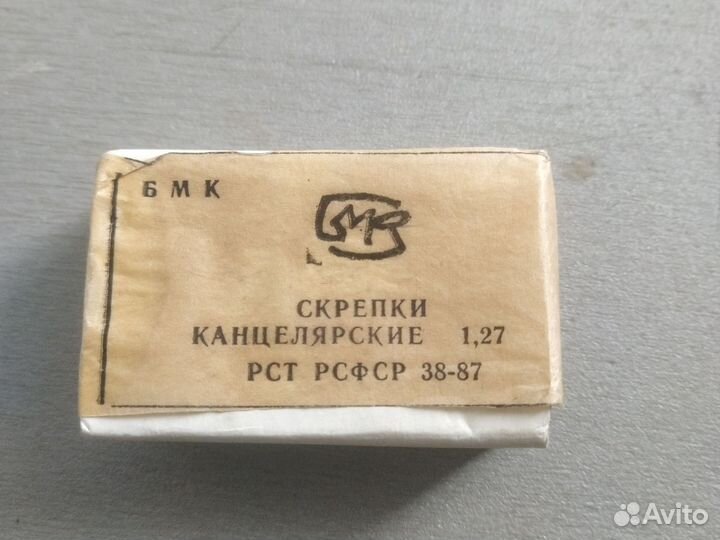 БМК
СКРЕПКИ
КАНЦЕЛЯРСКИЕ 1,27
РСТ РСФСР 38-87
Avito